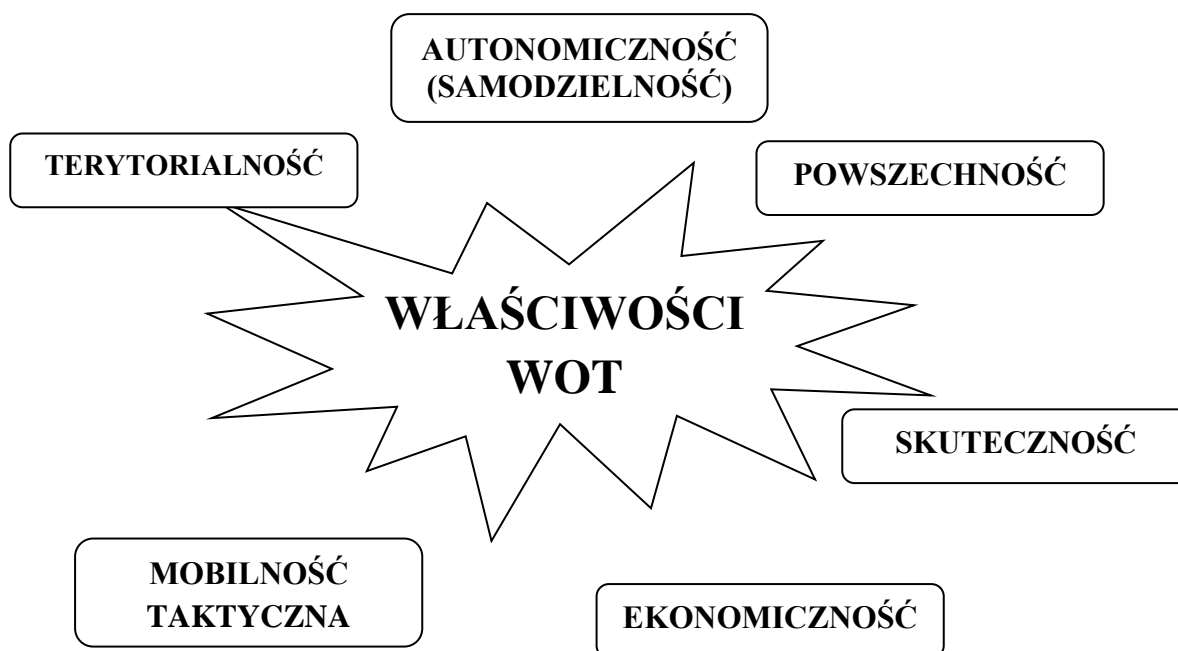 AUTONOMICZNOŚĆ
(SAMODZIELNOŚĆ)
TERYTORIALNOŚĆ
POWSZECHNOŚĆ
WŁAŚCIWOŚCI
WOT
SKUTECZNOŚĆ
MOBILNOŚĆ
TAKTYCZNA
EKONOMICZNOŚĆ